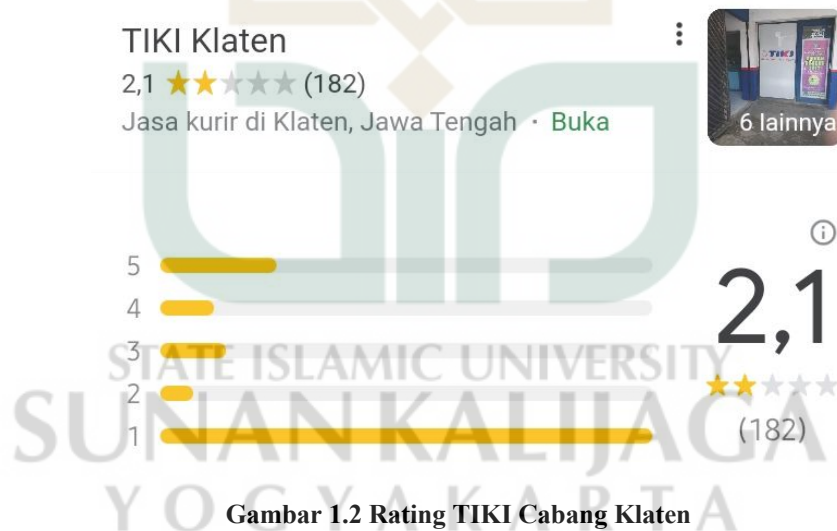 TIKI Klaten
2,1 (182)
Jasa kurir di Klaten, Jawa Tengah · Buka
TIKI
6 lainnya
5
4
3
2
1
2,1
(182)
STATE ISLAMIC UNIVERSITY
SUNAN KALIJAGA
YOGYAKARTA
Gambar 1.2 Rating TIKI Cabang Klaten